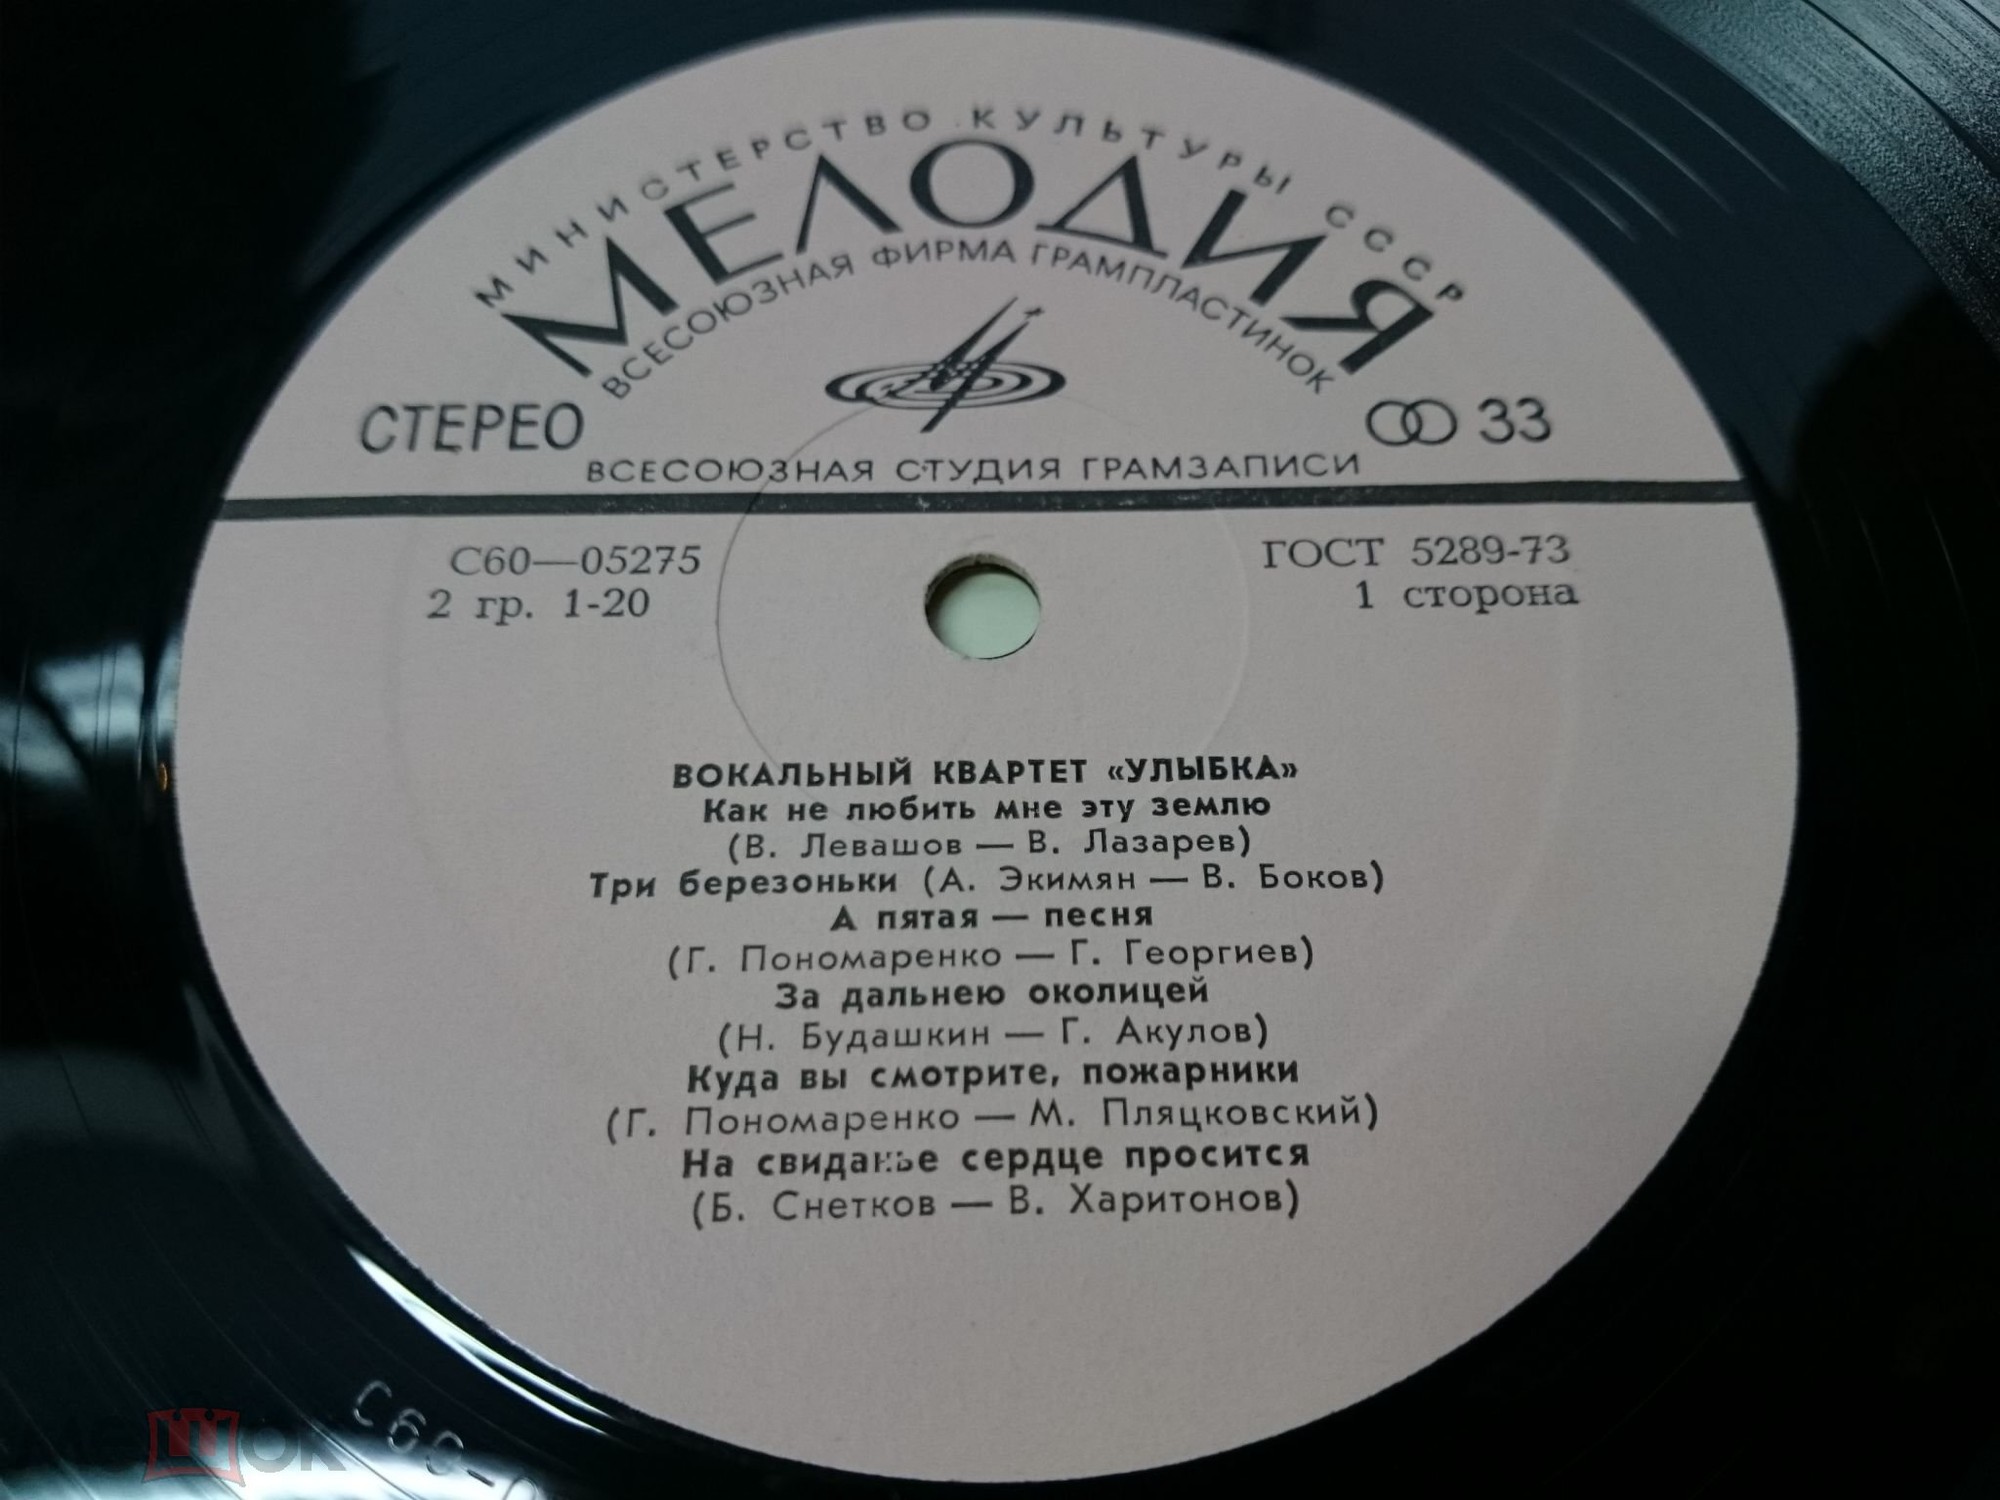 МИНИСТЕРСТВО КУЛЬТУРЫ СССР
МЕЛОДИЯ
ВСЕСОЮЗНАЯ ФИРМА ГРАМПЛАСТИНОК
СТЕРЕО
33
ВСЕСОЮЗНАЯ СТУДИЯ ГРАМЗАПИСИ
С60—05275
ГОСТ 5289-73
2 гр. 1-20
1 сторона
ВОКАЛЬНЫЙ КВАРТЕТ «УЛЫБКА»
Как не любить мне эту землю
(В. Левашов — В. Лазарев)
Три березоньки (А. Экимян — В. Боков)
А пятая — песня
(Г. Пономаренко — Г. Георгиев)
За дальнею околицей
(Н. Будашкин — Г. Акулов)
Куда вы смотрите, пожарники
(Г. Пономаренко — М. Пляцковский)
На свиданье сердце просится
(Б. Снетков — В. Харитонов)
МЕШОК